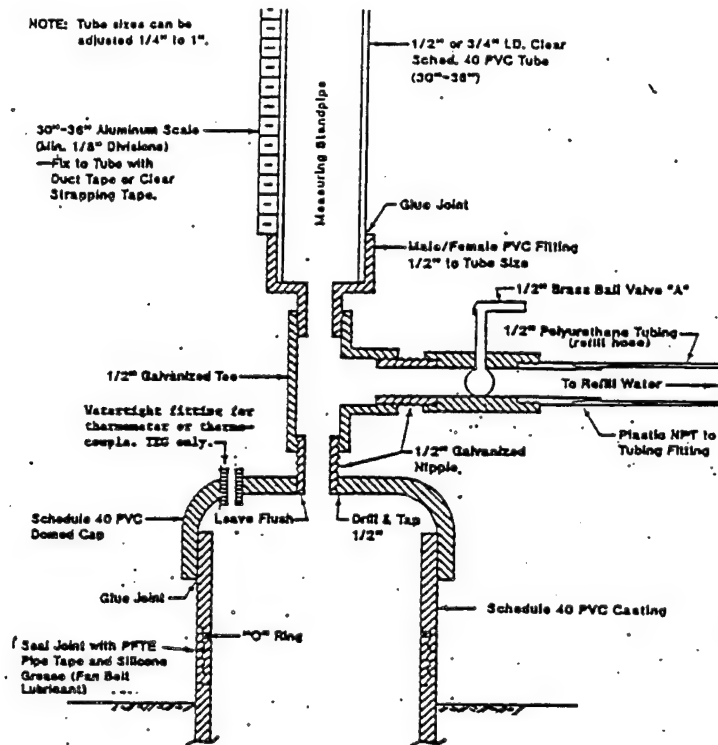 NOTE: Tube sizes can be
adjusted 1/4" to 1".
1/2" or 3/4" I.D. Clear
Sched. 40 PVC Tube
(30"-36")
30"-36" Aluminum Scale
(Min. 1/8" Divisions)
—Fix to Tube with
Duct Tape or Clear
Strapping Tape.
Measuring Standpipe
Glue Joint
Male/Female PVC Fitting
1/2" to Tube Size
1/2" Brass Ball Valve "A"
1/2" Polyurethane Tubing
(refill hose)
1/2" Galvanized Tee
To Refill Water
Watertight fitting for
thermometer or thermo-
couple. TEG only.
Plastic NPT to
Tubing Fitting
1/2" Galvanized
Nipple
Schedule 40 PVC
Domed Cap
Leave Flush
Drill & Tap
1/2"
Glue Joint
Schedule 40 PVC Casting
"O" Ring
Seal Joint with PFTE
Pipe Tape and Silicone
Grease (Fan Belt
Lubricant)